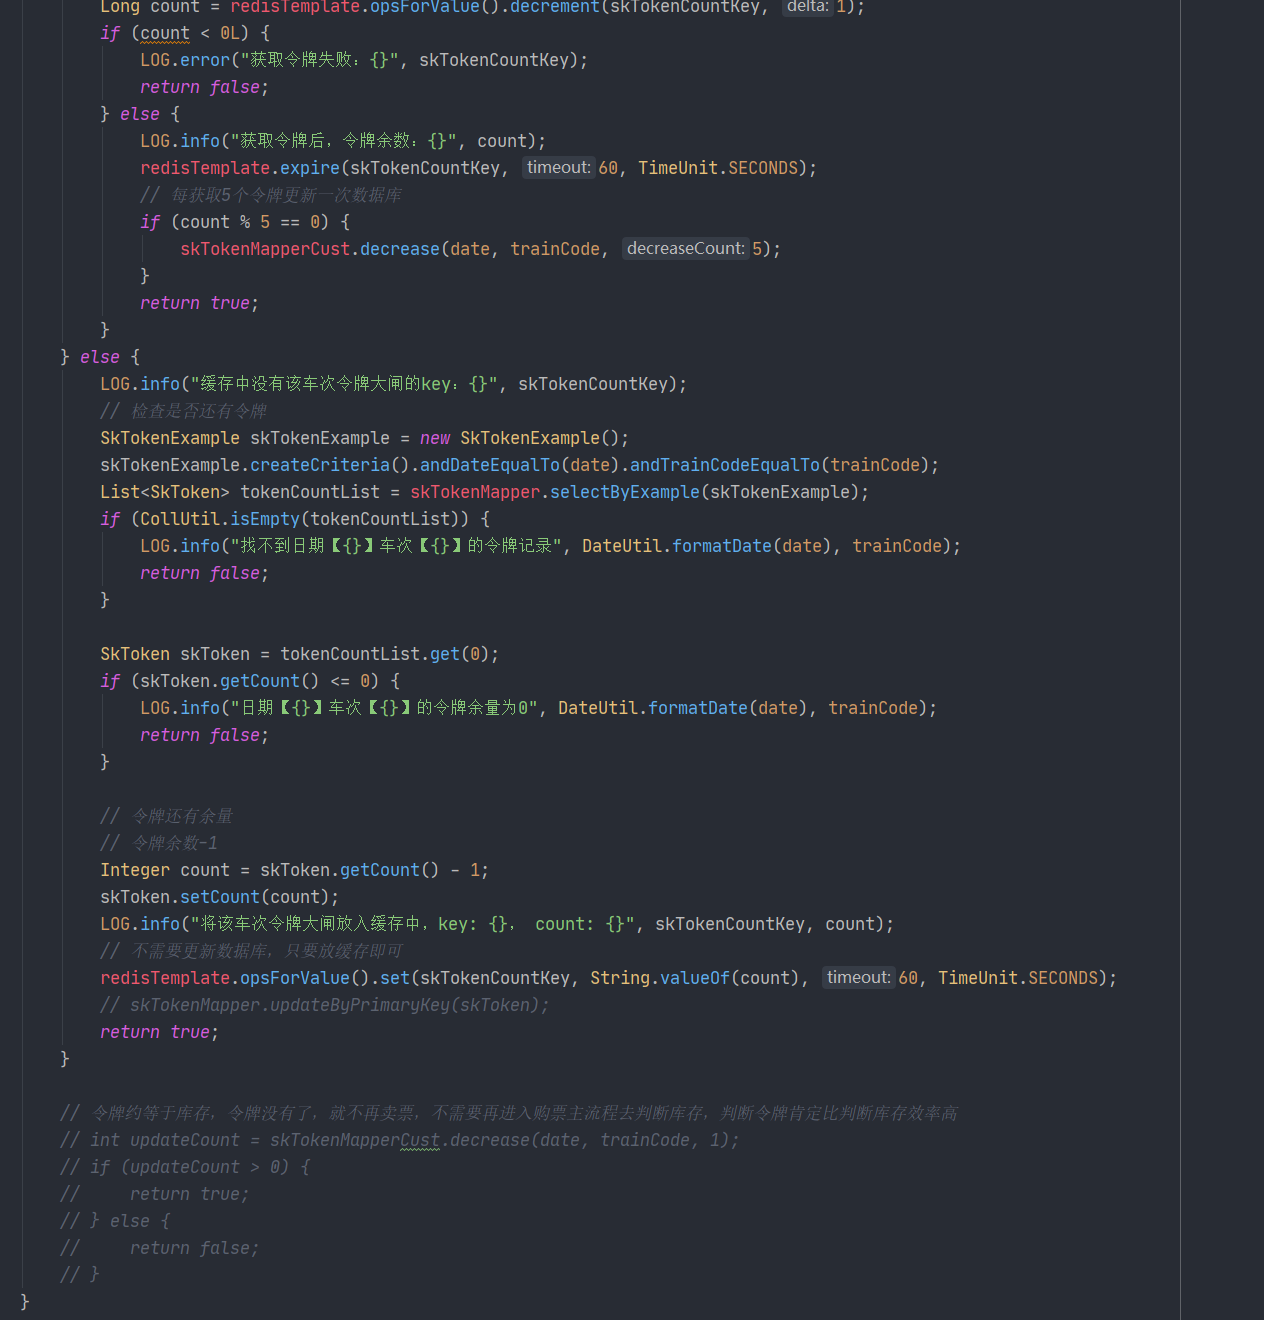 Long count = redisTemplate.opsForValue().decrement(skTokenCountKey, delta: 1);
if (count < 0L) {
LOG.error("获取令牌失败：{}", skTokenCountKey);
return false;
} else {
LOG.info("获取令牌后，令牌余数：{}", count);
redisTemplate.expire(skTokenCountKey, timeout: 60, TimeUnit.SECONDS);
// 每获取5个令牌更新一次数据库
if (count % 5 == 0) {
skTokenMapperCust.decrease(date, trainCode, decreaseCount: 5);
}
return true;
}
} else {
LOG.info("缓存中没有该车次令牌大闸的key：{}", skTokenCountKey);
// 检查是否还有令牌
SkTokenExample skTokenExample = new SkTokenExample();
skTokenExample.createCriteria().andDateEqualTo(date).andTrainCodeEqualTo(trainCode);
List<SkToken> tokenCountList = skTokenMapper.selectByExample(skTokenExample);
if (CollUtil.isEmpty(tokenCountList)) {
LOG.info("找不到日期【{}】车次【{}】的令牌记录", DateUtil.formatDate(date), trainCode);
return false;
}
SkToken skToken = tokenCountList.get(0);
if (skToken.getCount() <= 0) {
LOG.info("日期【{}】车次【{}】的令牌余量为0", DateUtil.formatDate(date), trainCode);
return false;
}
// 令牌还有余量
// 令牌余数-1
Integer count = skToken.getCount() - 1;
skToken.setCount(count);
LOG.info("将该车次令牌大闸放入缓存中，key: {}， count: {}", skTokenCountKey, count);
// 不需要更新数据库，只要放缓存即可
redisTemplate.opsForValue().set(skTokenCountKey, String.valueOf(count), timeout: 60, TimeUnit.SECONDS);
// skTokenMapper.updateByPrimaryKey(skToken);
return true;
}
// 令牌约等于库存，令牌没有了，就不再卖票，不需要再进入购票主流程去判断库存，判断令牌肯定比判断库存效率高
// int updateCount = skTokenMapperCust.decrease(date, trainCode, 1);
// if (updateCount > 0) {
//     return true;
// } else {
//     return false;
// }
}